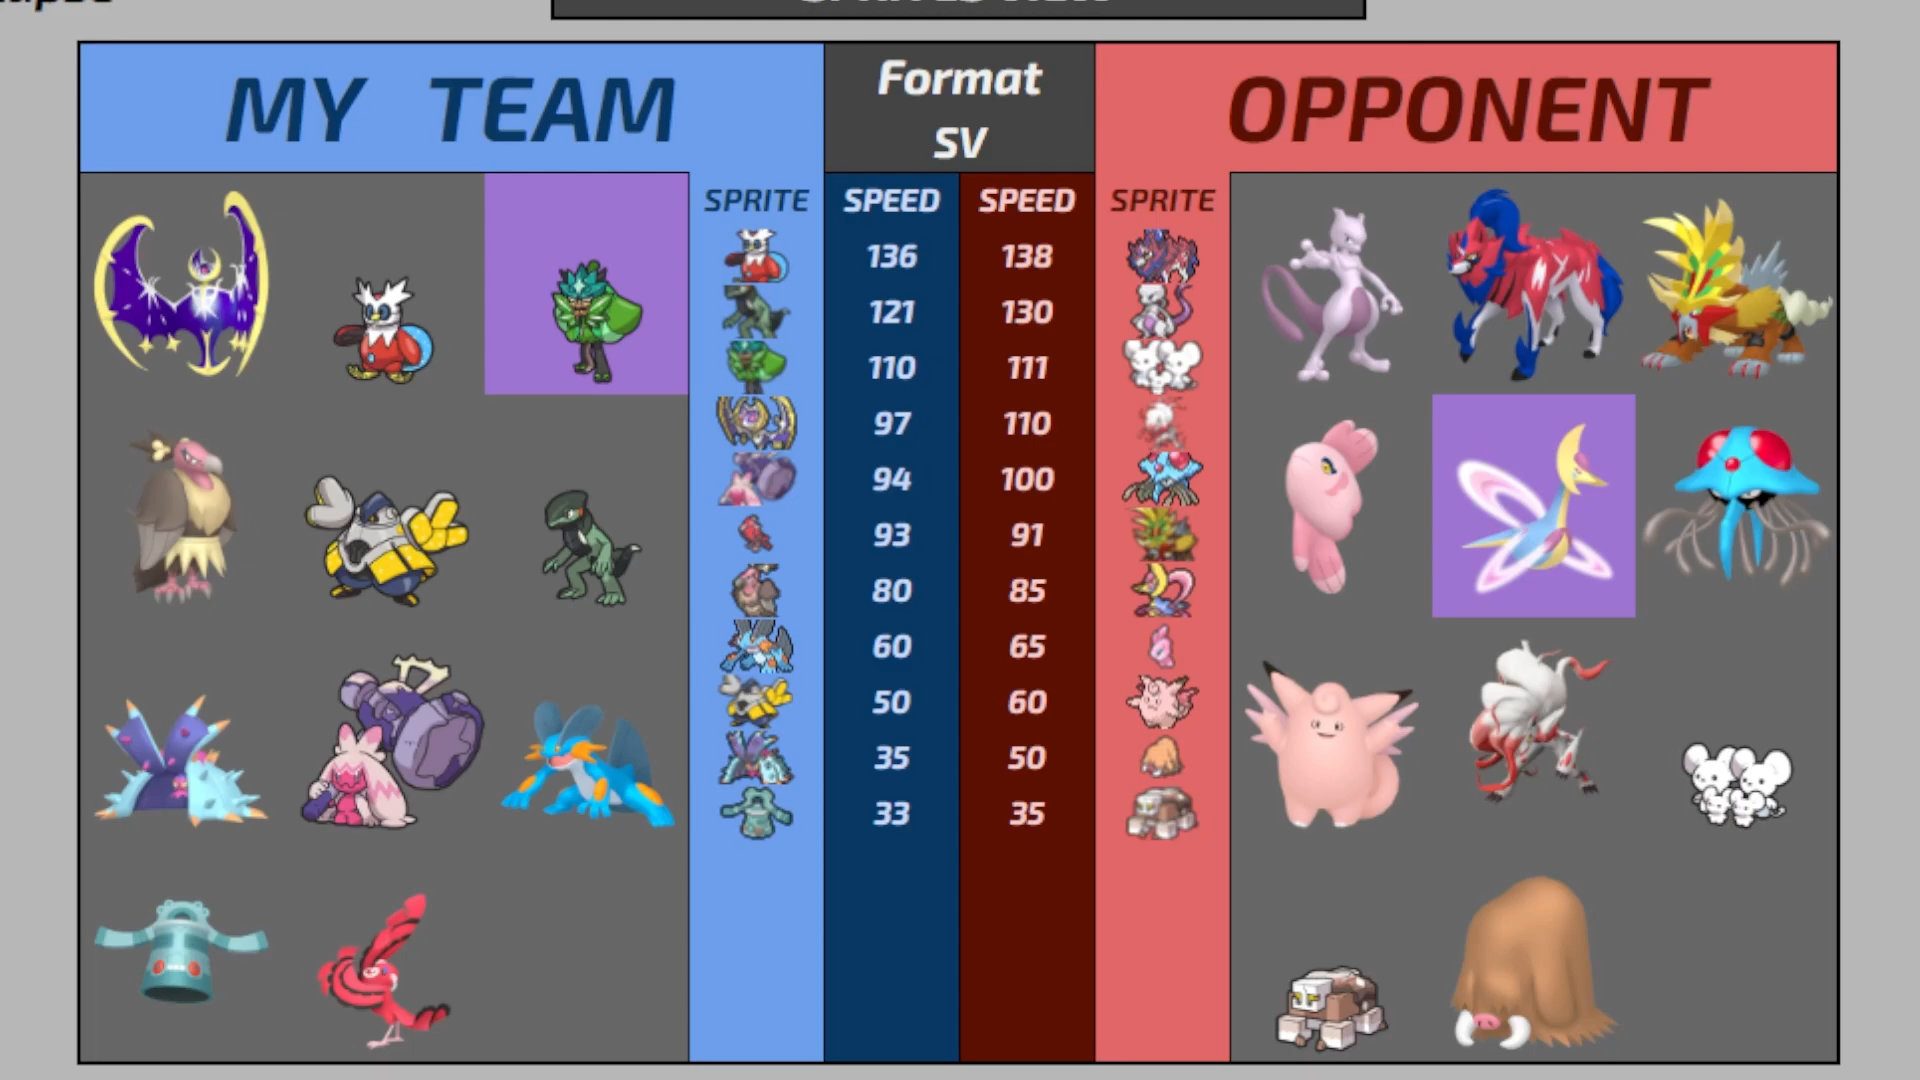 MY TEAM
Format
SV
OPPONENT
SPRITE SPEED SPEED SPRITE
136 138
121 130
110 111
97 110
94 100
93 91
80 85
60 65
50 60
35 50
33 35